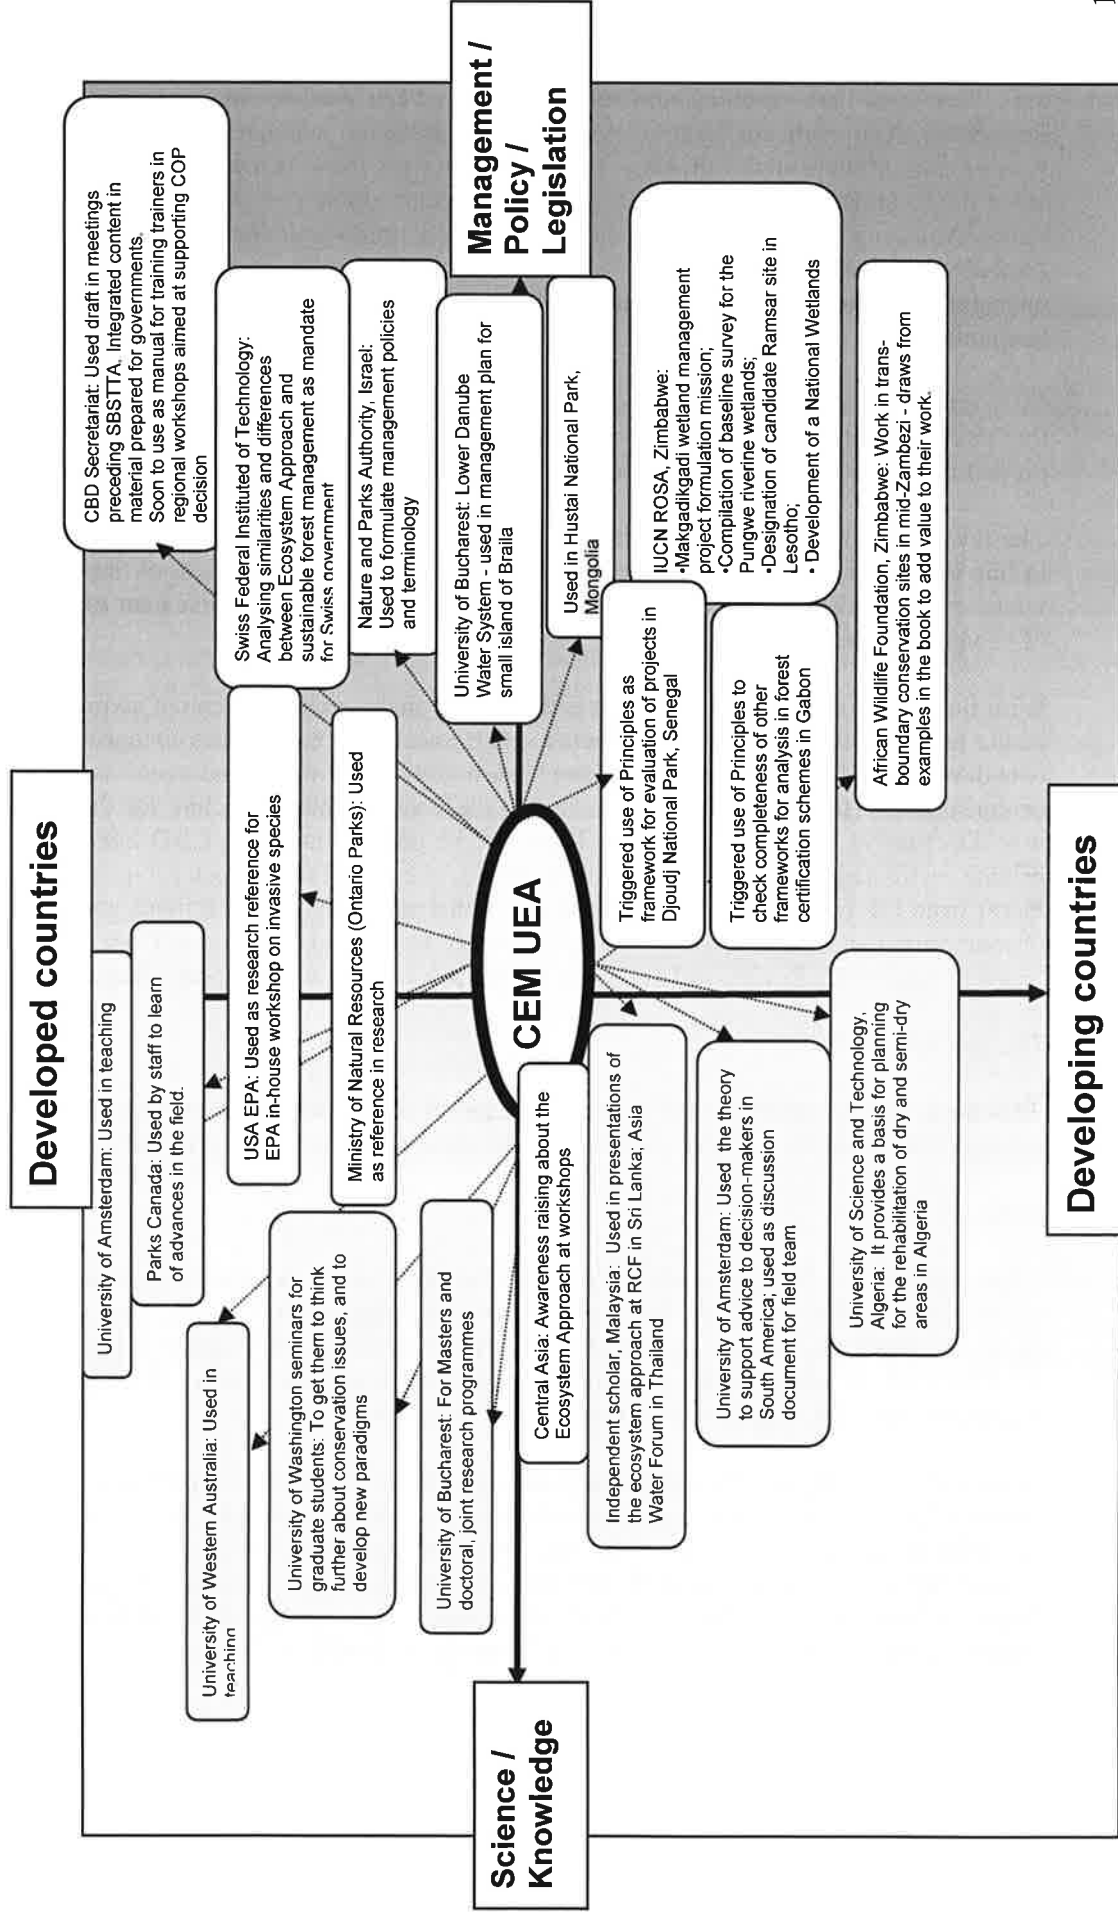 Developed countries
University of Amsterdam: Used in teaching
Parks Canada: Used by staff to learn
of advances in the field.
University of Western Australia: Used in
teaching
University of Washington seminars for
graduate students: To get them to think
further about conservation issues, and to
develop new paradigms
University of Bucharest: For Masters and
doctoral, joint research programmes
USA EPA: Used as research reference for
EPA in-house workshop on invasive species
Ministry of Natural Resources (Ontario Parks): Used
as reference in research
CBD Secretariat: Used draft in meetings
preceding SBSTTA. Integrated content in
material prepared for governments.
Soon to use as manual for training trainers in
regional workshops aimed at supporting COP
decision
Swiss Federal Instituted of Technology:
Analysing similarities and differences
between Ecosystem Approach and
sustainable forest management as mandate
for Swiss government
Nature and Parks Authority, Israel:
Used to formulate management policies
and terminology
University of Bucharest: Lower Danube
Water System - used in management plan for
small island of Braila
Management /
Policy /
Legislation
Science /
Knowledge
CEM UEA
Central Asia: Awareness raising about the
Ecosystem Approach at workshops
Independent scholar, Malaysia: Used in presentations of
the ecosystem approach at RCF in Sri Lanka; Asia
Water Forum in Thailand
University of Amsterdam: Used the theory
to support advice to decision-makers in
South America; used as discussion
document for field team
University of Science and Technology,
Algeria: It provides a basis for planning
for the rehabilitation of dry and semi-dry
areas in Algeria
Used in Hustai National Park,
Mongolia
Triggered use of Principles as
framework for evaluation of projects in
Djoudj National Park, Senegal
Triggered use of Principles to
check completeness of other
frameworks for analysis in forest
certification schemes in Gabon
IUCN ROSA, Zimbabwe:
•Makgadikgadi wetland management
project formulation mission;
•Compilation of baseline survey for the
Pungwe riverine wetlands;
•Designation of candidate Ramsar site in
Lesotho;
• Development of a National Wetlands
African Wildlife Foundation, Zimbabwe: Work in trans-
boundary conservation sites in mid-Zambezi - draws from
examples in the book to add value to their work.
Developing countries